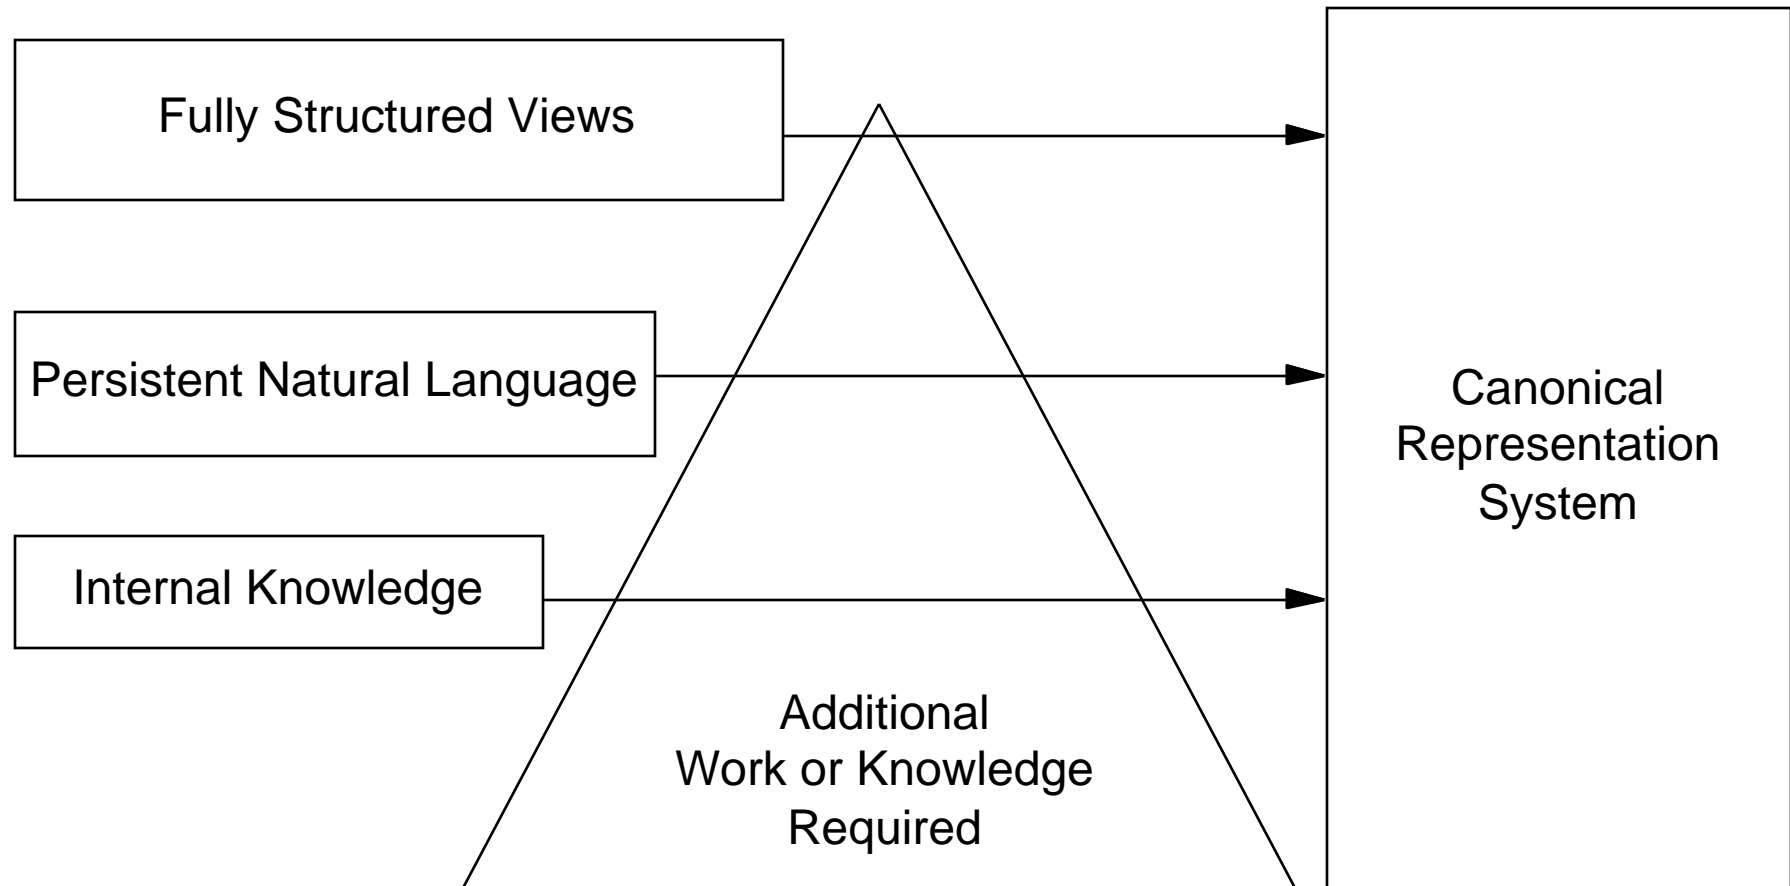 Fully Structured Views
Persistent Natural Language
Internal Knowledge
Additional
Work or Knowledge
Required
Canonical
Representation
System